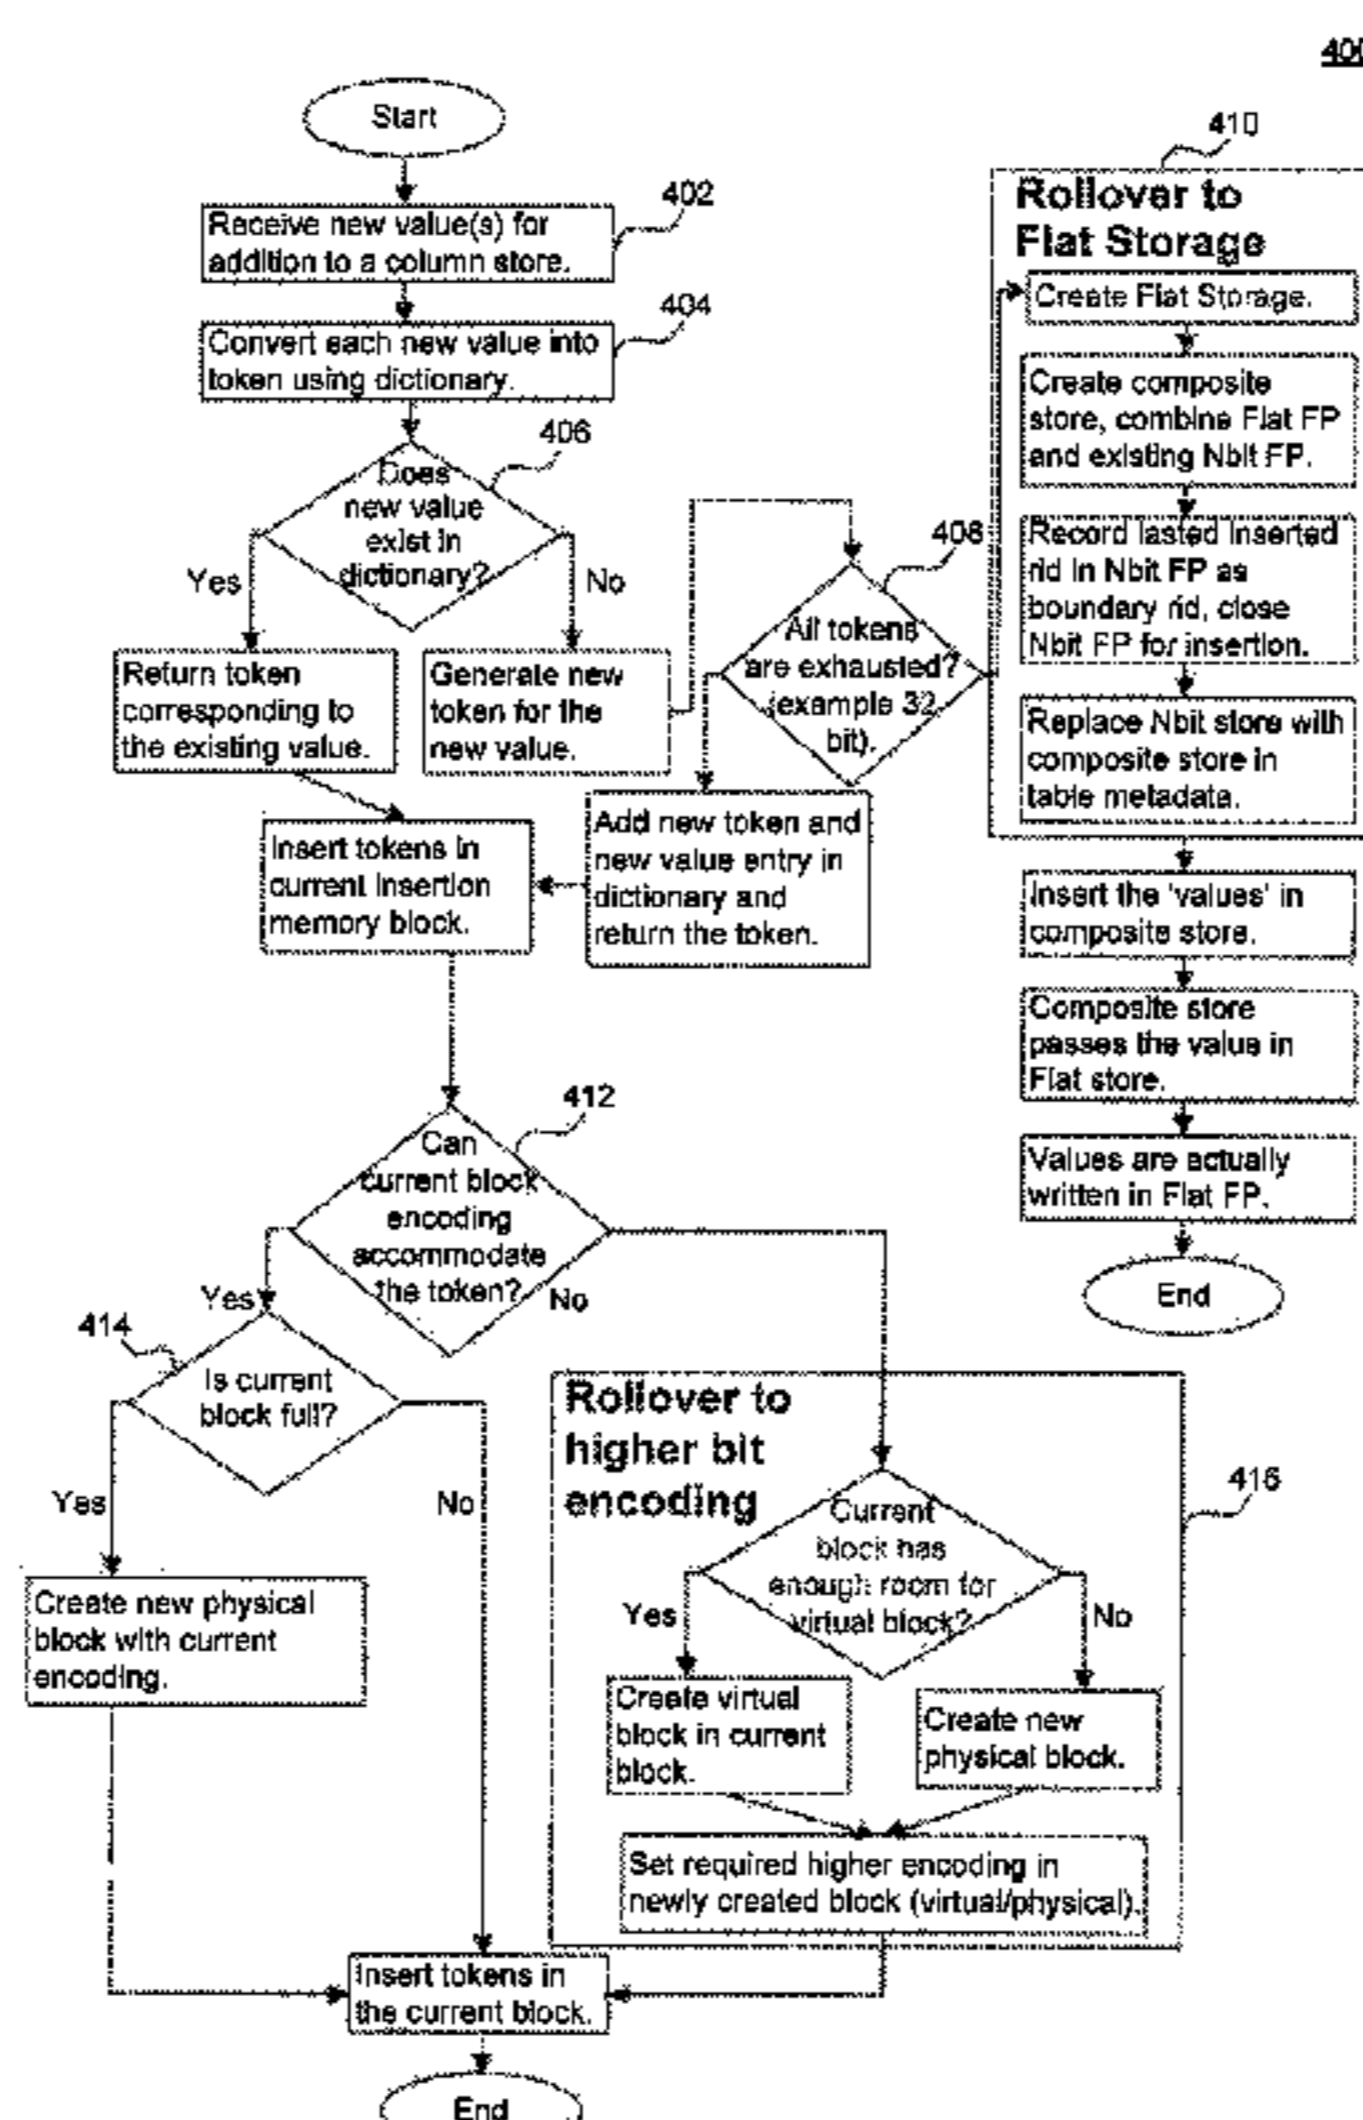 400
Start
402
Receive new value(s) for
addition to a column store.
404
Convert each new value into
token using dictionary.
406
Does
new value
exist in
dictionary?
Yes
No
Return token
corresponding to
the existing value.
Generate new
token for the
new value.
408
All tokens
are exhausted?
(example 32
bit).
Insert tokens in
current insertion
memory block.
Add new token and
new value entry in
dictionary and
return the token.
410
Rollover to
Flat Storage
Create Flat Storage.
Create composite
store, combine Flat FP
and existing Nbit FP.
Record lasted inserted
rid in Nbit FP as
boundary rid, close
Nbit FP for insertion.
Replace Nbit store with
composite store in
table metadata.
Insert the 'values' in
composite store.
Composite store
passes the value in
Flat store.
Values are actually
written in Flat FP.
End
412
Can
current block
encoding
accommodate
the token?
Yes
No
414
Is current
block full?
Yes
No
Create new physical
block with current
encoding.
Rollover to
higher bit
encoding
416
Current
block has
enough room for
virtual block?
Yes
No
Create virtual
block in current
block.
Create new
physical block.
Set required higher encoding in
newly created block (virtual/physical).
Insert tokens in
the current block.
End